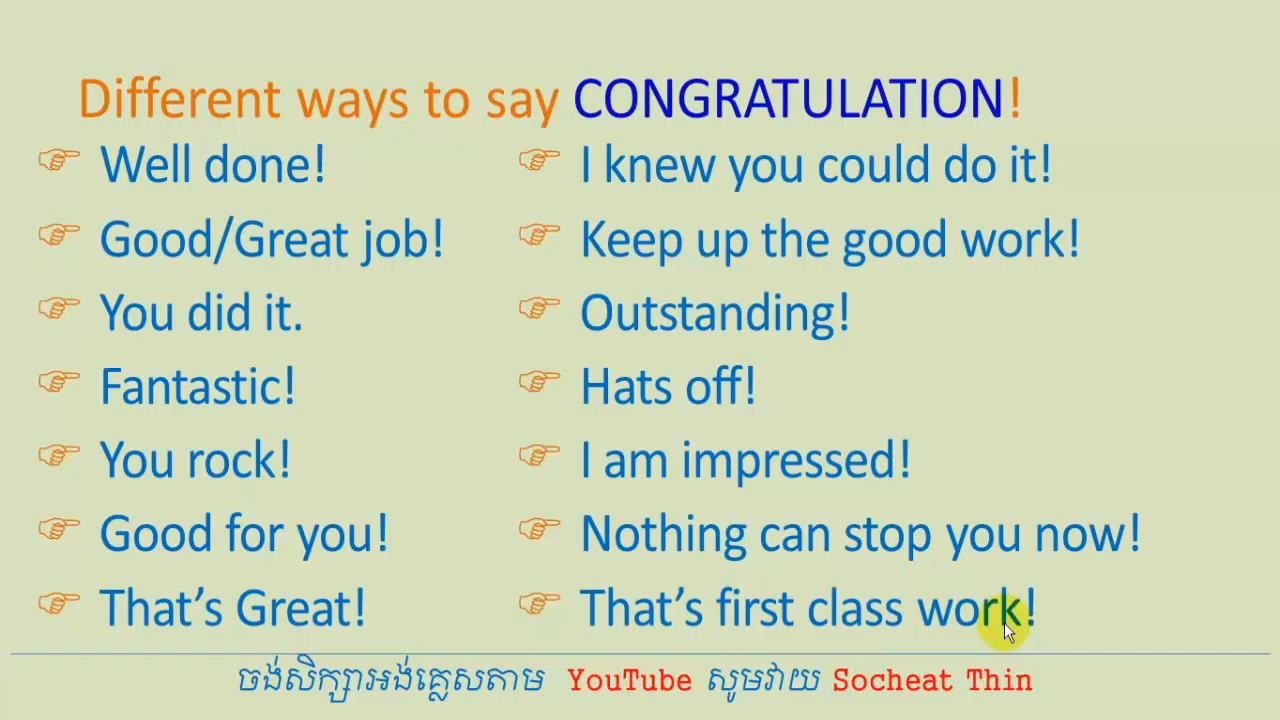 Different ways to say CONGRATULATION!
Well done!
Good/Great job!
You did it.
Fantastic!
You rock!
Good for you!
That's Great!
I knew you could do it!
Keep up the good work!
Outstanding!
Hats off!
I am impressed!
Nothing can stop you now!
That's first class work!
ចង់សិក្សាអង់គ្លេសតាម YouTube សូមវាយ Socheat Thin